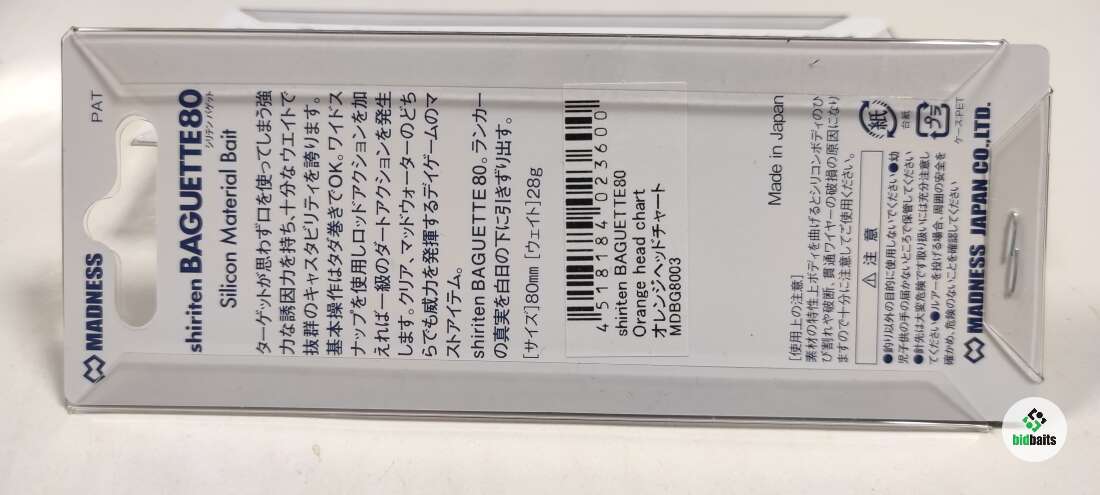 PAT
MADNESS
shiriten BAGUETTE80
シリテン バゲット
Silicon Material Bait
ターゲットが思わず口を使ってしまう強
力な誘因力を持ち、十分なウエイトで
抜群のキャスタビリティを誇ります。
基本操作はタダ巻きでOK。ワイドス
ナップを使用しロッドアクションを加
えれば一級のダートアクションを発生
します。クリア、マッドウォーターのどち
らでも威力を発揮するデイゲームのマ
ストアイテム。
shiriten BAGUETTE80。ランカー
の真実を白日の下に引きずり出す。
[サイズ]80mm [ウェイト]28g
4 518184 023600
shiriten BAGUETTE80
Orange head chart
オレンジヘッドチャート
MDBG8003
Made in Japan
[使用上の注意]
素材の特性上ボディを曲げるとシリコンボディのひ
び割れや破断、貫通ワイヤーの破損の原因になり
ますので十分に注意してご使用ください。
⚠ 注 意
●釣り以外の目的に使用しないでください●幼
児子供の手の届かないところで保管してください
●針先は大変危険です取り扱いには充分注意し
てください●ルアーを投げる場合、周囲の安全を
確かめ、危険のないことを確認してください
紙
台紙
プラ
ケース:PET
MADNESS JAPAN CO.,LTD.
bidbaits